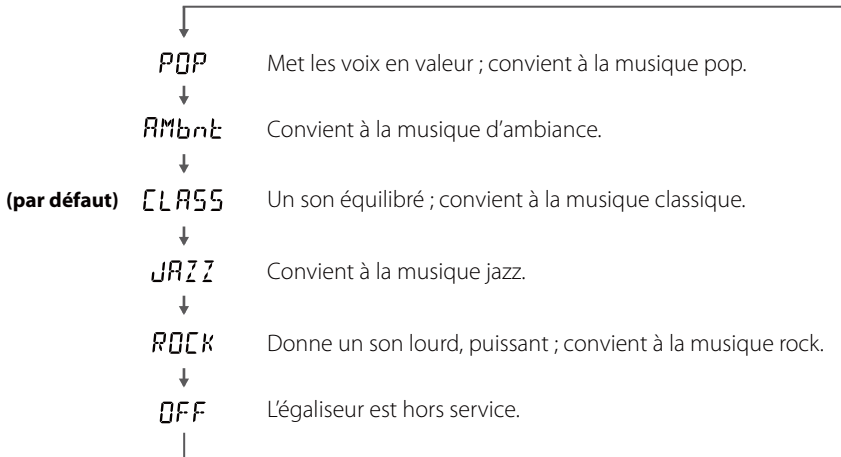 POP Met les voix en valeur ; convient à la musique pop.
AMbnt Convient à la musique d’ambiance.
(par défaut) CLASS Un son équilibré ; convient à la musique classique.
JAZZ Convient à la musique jazz.
ROCK Donne un son lourd, puissant ; convient à la musique rock.
OFF L’égaliseur est hors service.